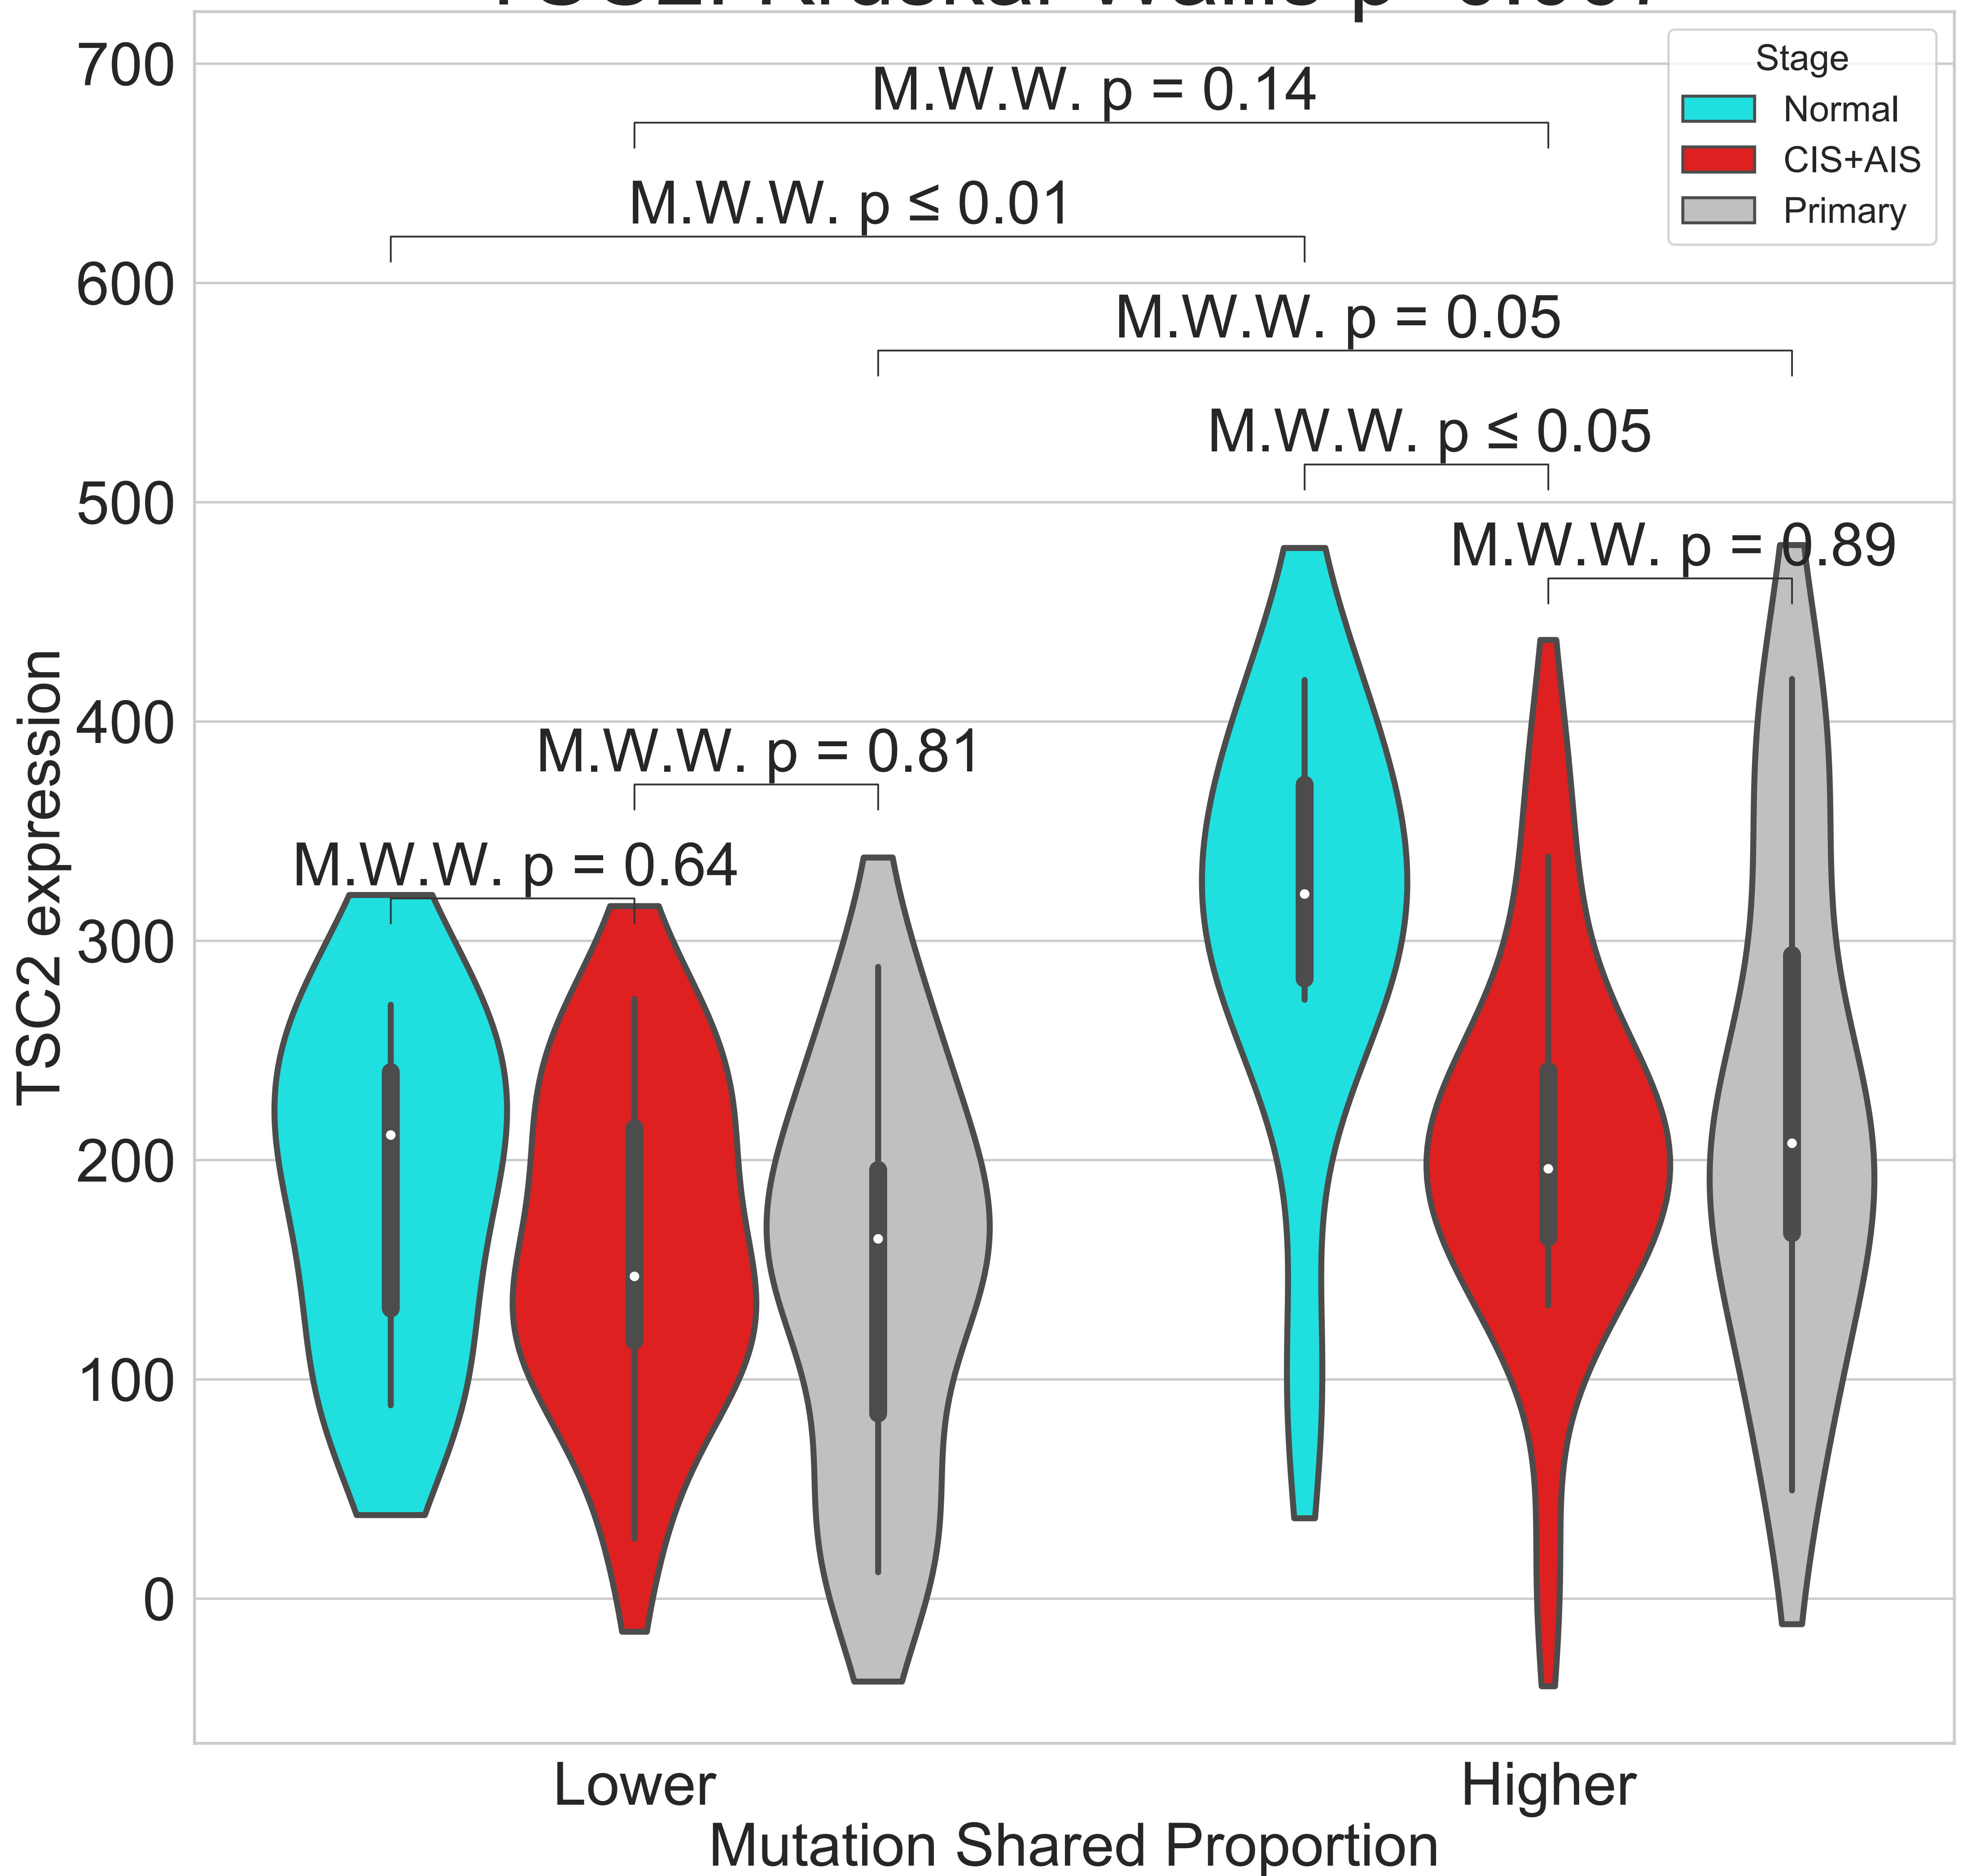 700
Stage
M.W.W. p = 0.14
Normal
CIS+AIS
M.W.W. p ≤ 0.01
Primary
600
M.W.W. p = 0.05
M.W.W. p ≤ 0.05
500
M.W.W. p = 0.89
400
M.W.W. p = 0.81
M.W.W. p = 0.64
300
TSC2 expression
200
100
0
Lower
Higher
Mutation Shared Proportion